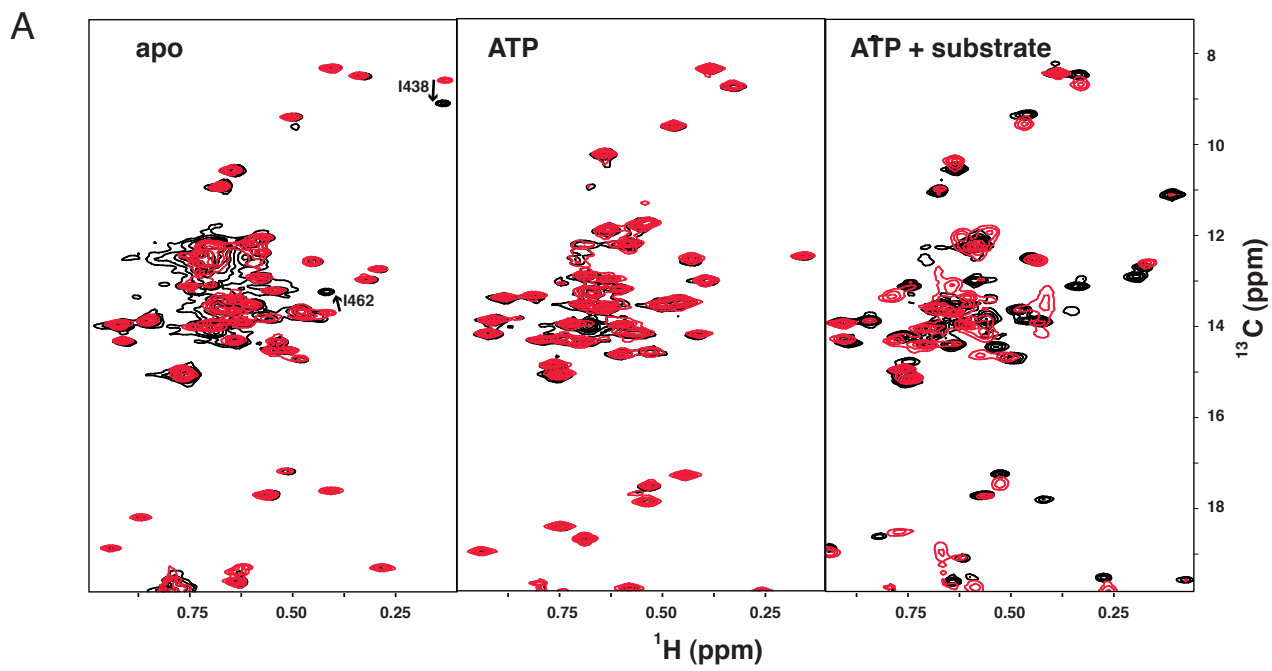 A
apo
ATP
ATP + substrate
I438
I462
8
10
12
14
16
18
¹³C (ppm)
0.75 0.50 0.25 0.75 0.50 0.25 0.75 0.50 0.25
¹H (ppm)